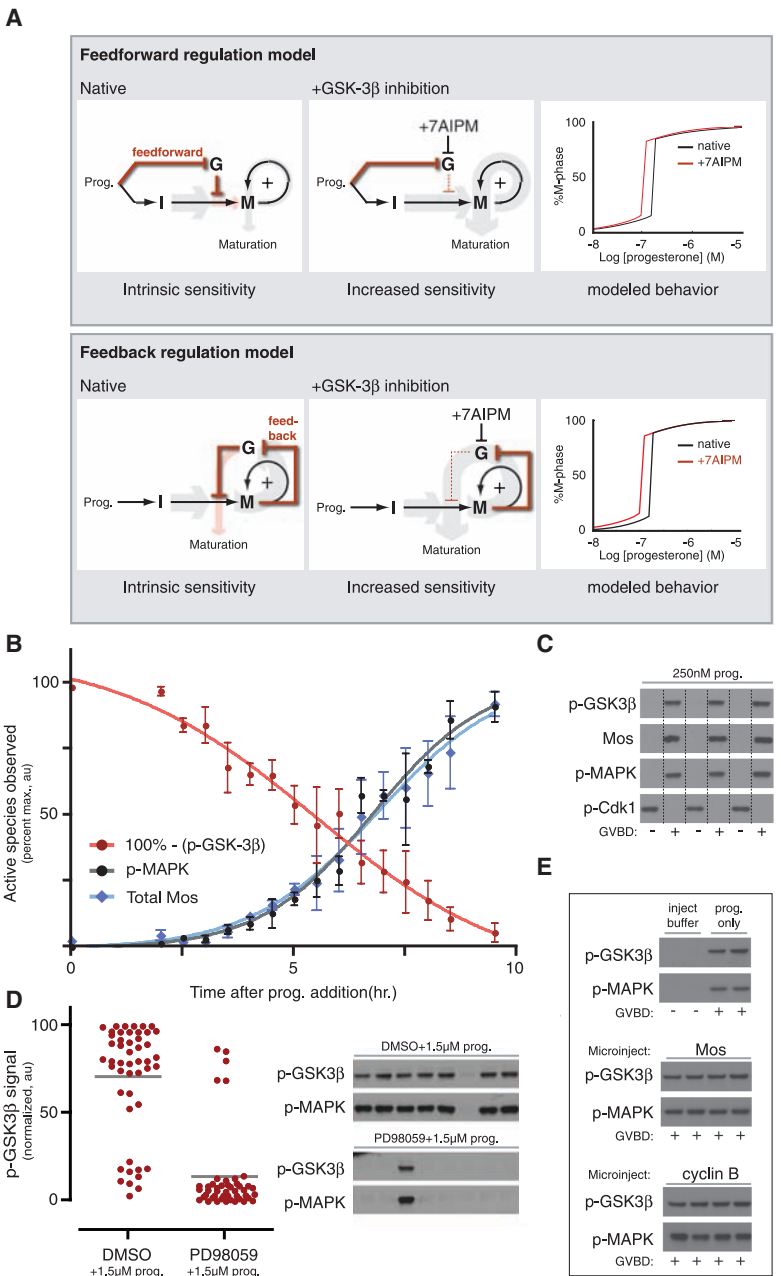 A
Feedforward regulation model
Native
+GSK-3β inhibition
feedforward
G
Prog.
I
M
+
Maturation
+7AIPM
G
Prog.
I
M
+
Maturation
100
50
0
%M-phase
native
+7AIPM
-8 -7 -6 -5
Log [progesterone] (M)
Intrinsic sensitivity
Increased sensitivity
modeled behavior
Feedback regulation model
Native
+GSK-3β inhibition
feed-
back
G
+
Prog.
I
M
Maturation
+7AIPM
G
+
Prog.
I
M
Maturation
100
50
0
%M-phase
native
+7AIPM
-8 -7 -6 -5
Log [progesterone] (M)
Intrinsic sensitivity
Increased sensitivity
modeled behavior
B
100
50
Active species observed
(percent max., au)
100% - (p-GSK-3β)
p-MAPK
Total Mos
0 5 10
Time after prog. addition(hr.)
C
250nM prog.
p-GSK3β
Mos
p-MAPK
p-Cdk1
GVBD: - + - + - +
D
100
50
0
p-GSK3β signal
(normalized, au)
DMSO
+1.5µM prog.
PD98059
+1.5µM prog.
DMSO+1.5µM prog.
p-GSK3β
p-MAPK
PD98059+1.5µM prog.
p-GSK3β
p-MAPK
E
inject
buffer
prog.
only
p-GSK3β
p-MAPK
GVBD: - - + +
Microinject: Mos
p-GSK3β
p-MAPK
GVBD: + + + +
Microinject: cyclin B
p-GSK3β
p-MAPK
GVBD: + + + +